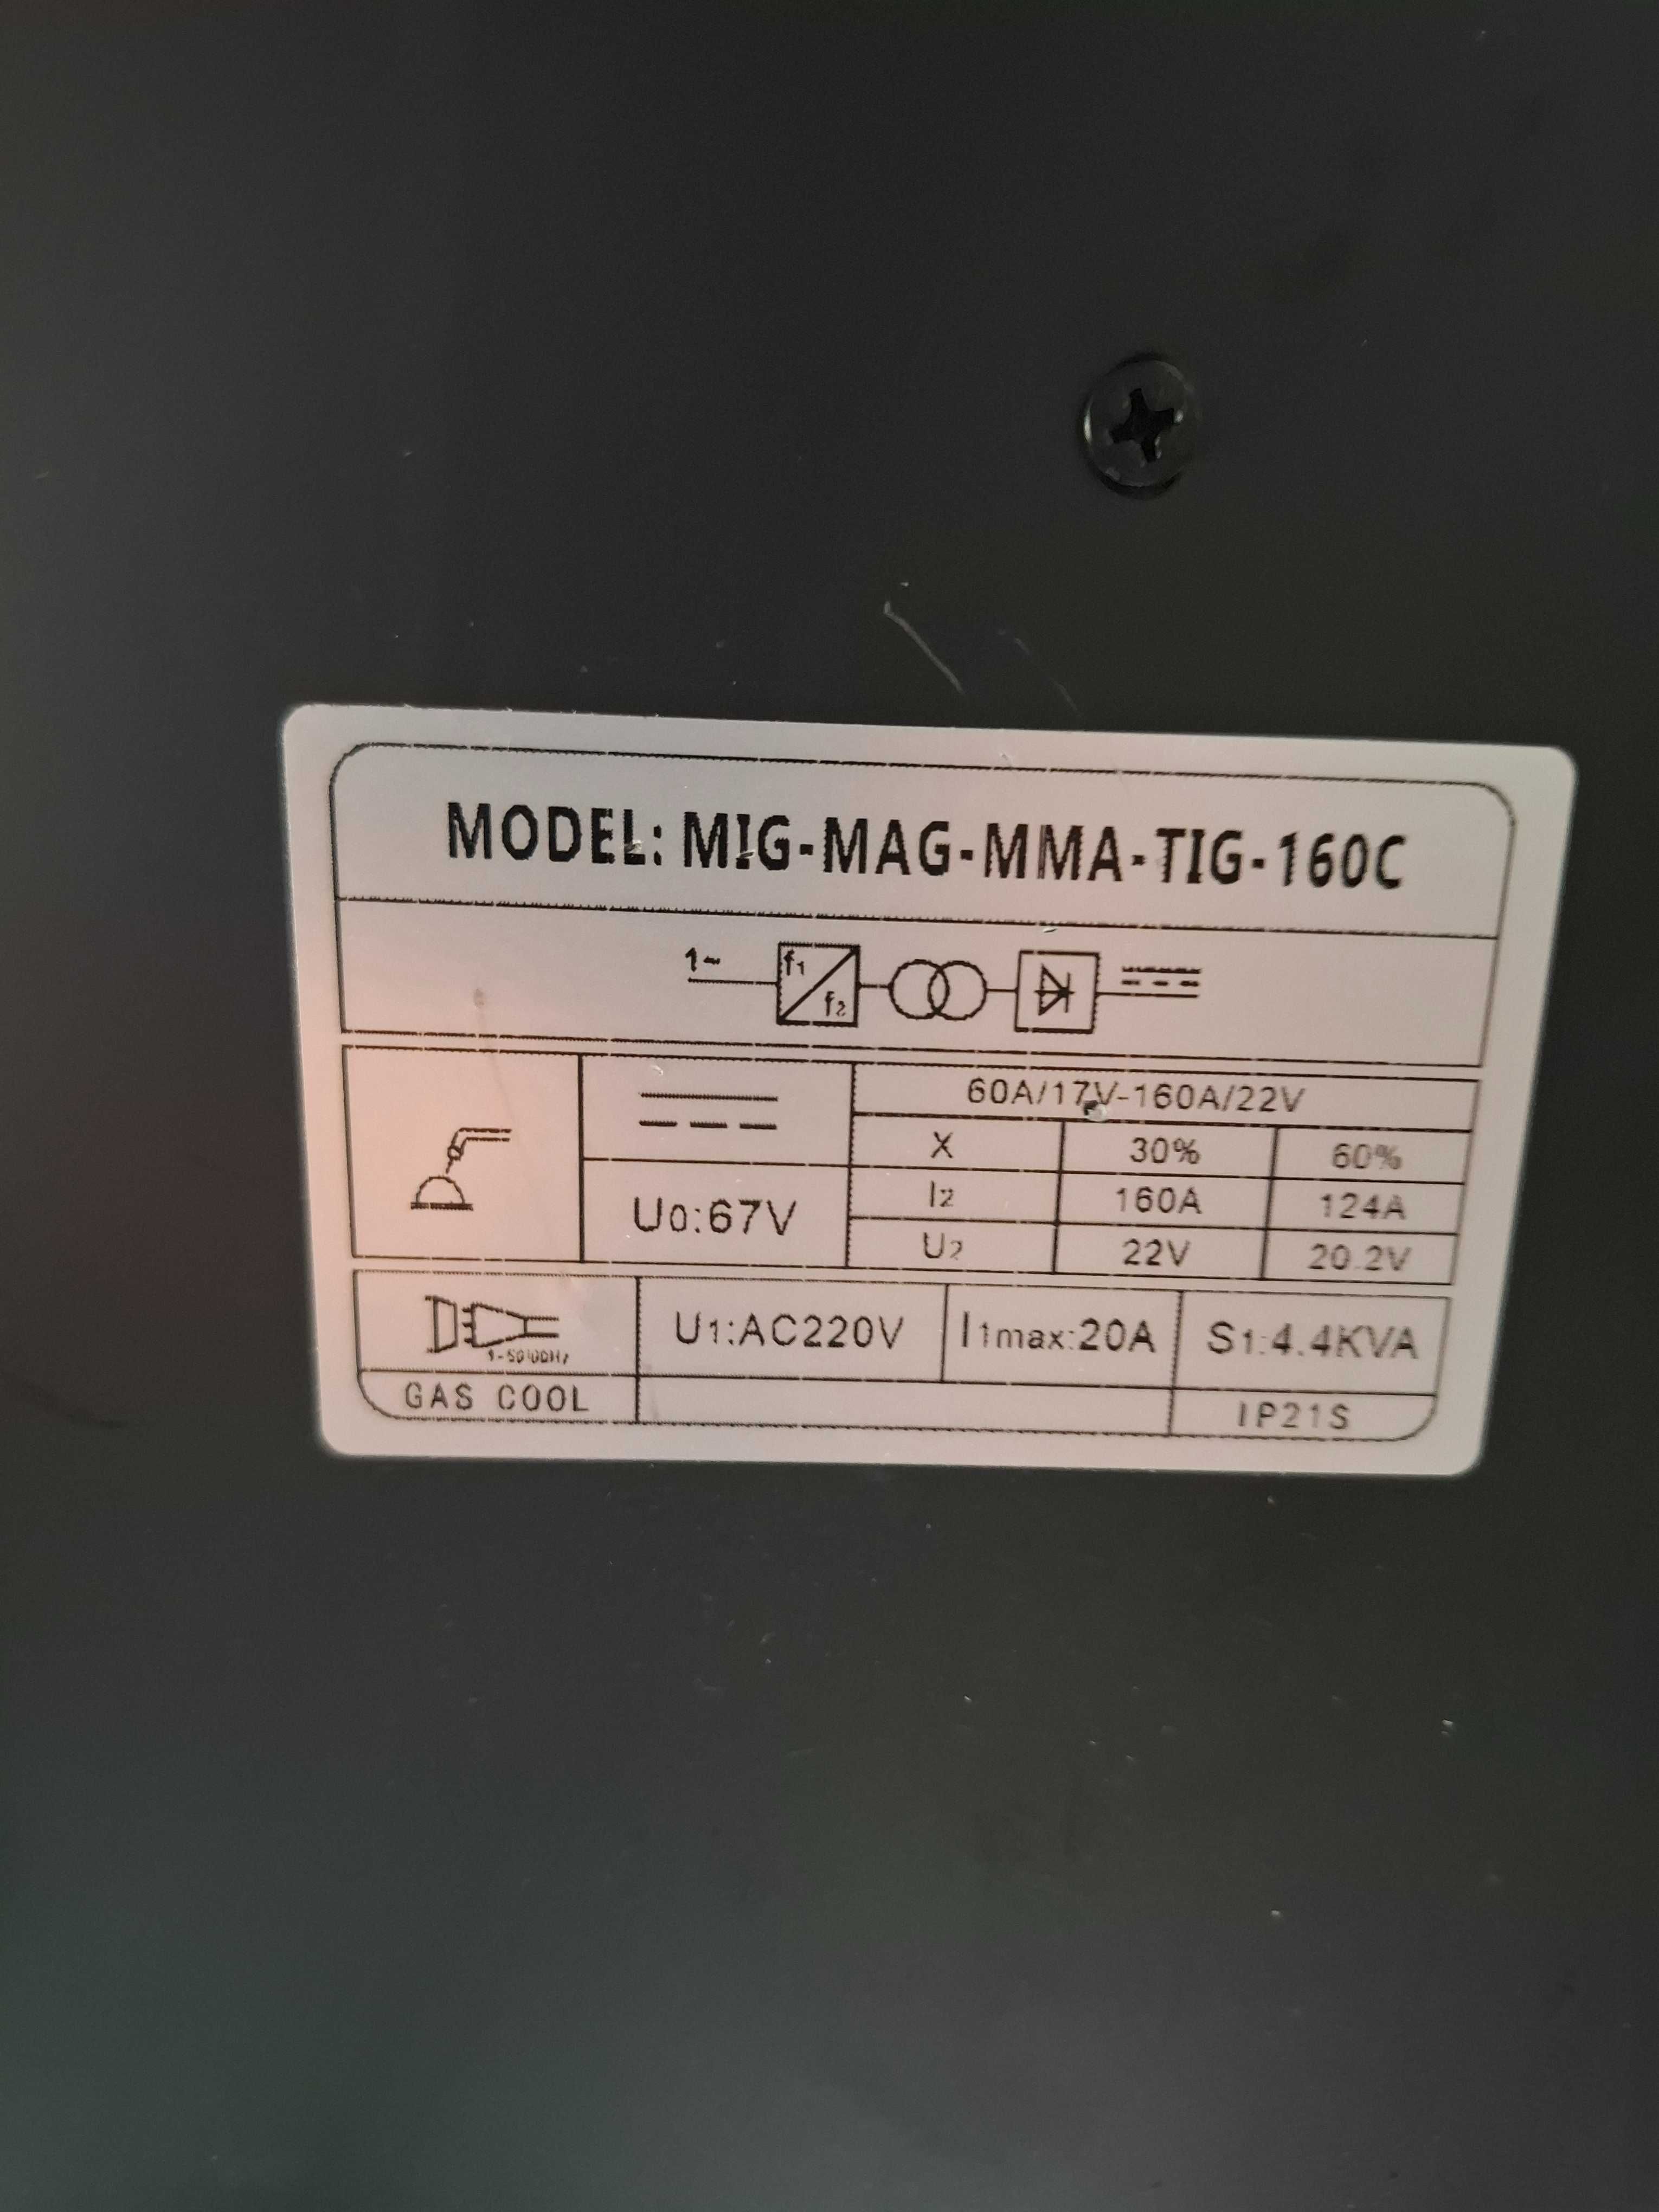 MODEL: MIG-MAG-MMA-TIG-160C
1~
f1
f2
60A/17V-160A/22V
X 30% 60%
U0:67V
I2 160A 124A
U2 22V 20.2V
U1:AC220V I1max:20A S1:4.4KVA
GAS COOL
IP21S